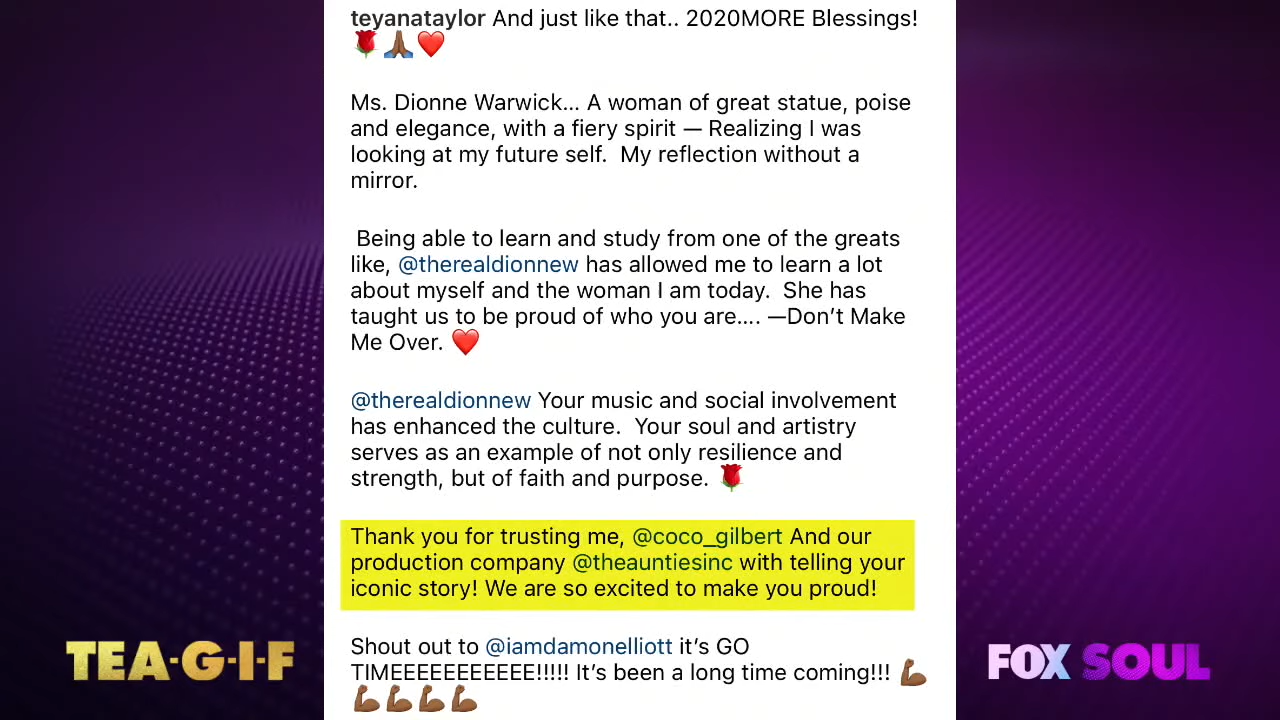 teyanataylor And just like that.. 2020MORE Blessings!
🌹🙏🏾❤️
Ms. Dionne Warwick... A woman of great statue, poise
and elegance, with a fiery spirit — Realizing I was
looking at my future self.  My reflection without a
mirror.
Being able to learn and study from one of the greats
like, @therealdionnew has allowed me to learn a lot
about myself and the woman I am today.  She has
taught us to be proud of who you are.... —Don’t Make
Me Over. ❤️
@therealdionnew Your music and social involvement
has enhanced the culture.  Your soul and artistry
serves as an example of not only resilience and
strength, but of faith and purpose. 🌹
Thank you for trusting me, @coco_gilbert And our
production company @theauntiesinc with telling your
iconic story! We are so excited to make you proud!
Shout out to @iamdamonelliott it’s GO
TIMEEEEEEEEEEE!!!!! It’s been a long time coming!!! 💪🏾
💪🏾💪🏾💪🏾💪🏾
TEA-G-I-F
FOX SOUL